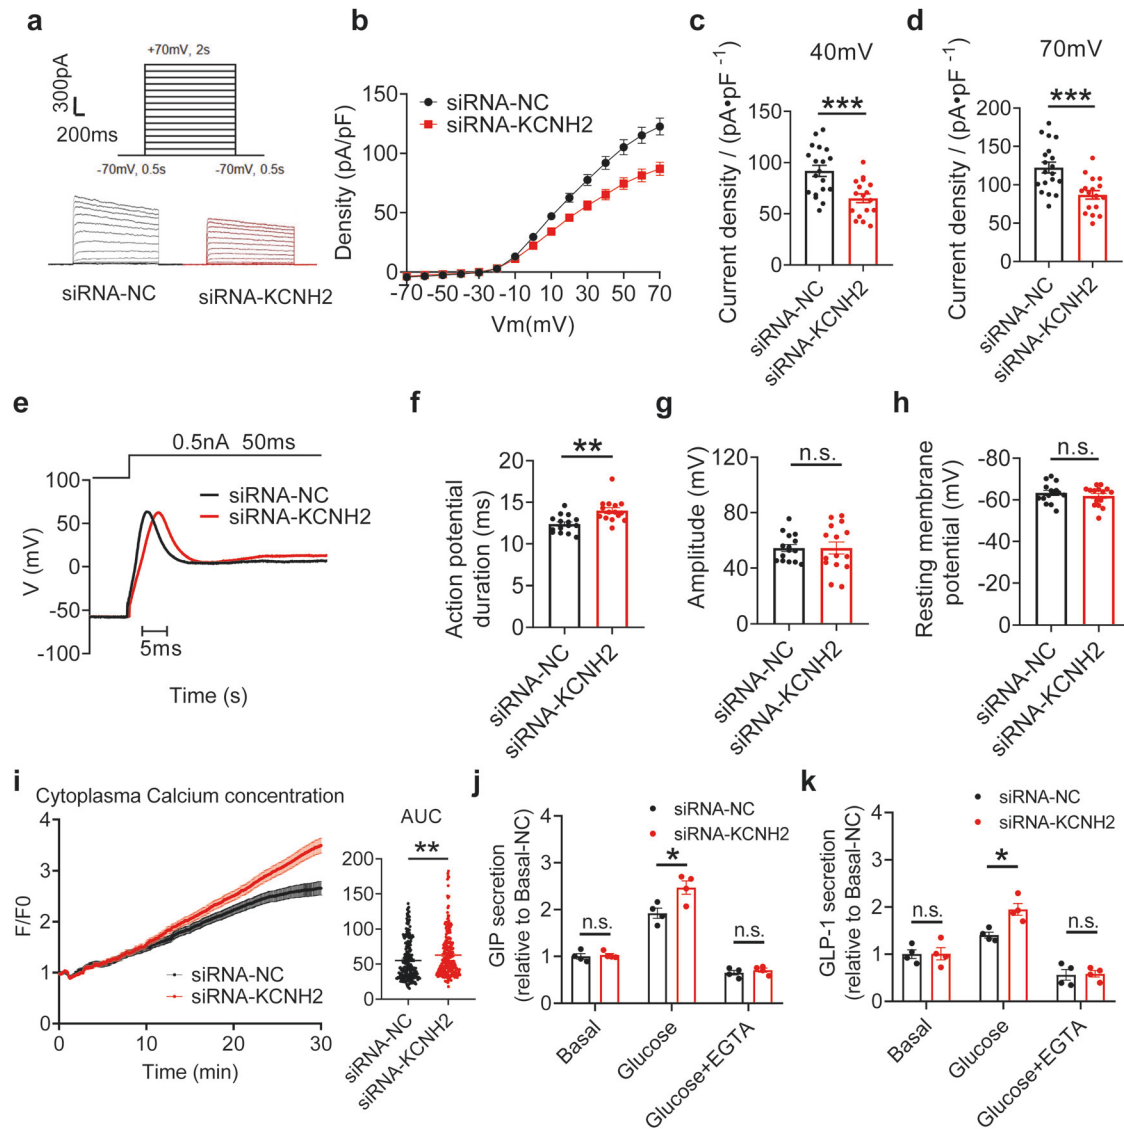 a
+70mV, 2s
300pA
200ms
-70mV, 0.5s
-70mV, 0.5s
siRNA-NC
siRNA-KCNH2
b
siRNA-NC
siRNA-KCNH2
Density (pA/pF)
150
100
50
0
-70 -50 -30 -10 10 30 50 70
Vm(mV)
c
40mV
Current density / (pA•pF⁻¹)
***
150
100
50
0
siRNA-NC
siRNA-KCNH2
d
70mV
Current density / (pA•pF⁻¹)
***
200
150
100
50
0
siRNA-NC
siRNA-KCNH2
e
0.5nA 50ms
siRNA-NC
siRNA-KCNH2
V (mV)
100
50
0
-50
-100
5ms
Time (s)
f
**
Action potential
duration (ms)
20
15
10
5
0
siRNA-NC
siRNA-KCNH2
g
n.s.
Amplitude (mV)
120
80
40
0
siRNA-NC
siRNA-KCNH2
h
n.s.
Resting membrane
potential (mV)
-80
-60
-40
-20
0
siRNA-NC
siRNA-KCNH2
i
Cytoplasma Calcium concentration
F/F0
4
3
2
1
0
siRNA-NC
siRNA-KCNH2
0 10 20 30
Time (min)
AUC
**
200
150
100
50
0
siRNA-NC
siRNA-KCNH2
j
siRNA-NC
siRNA-KCNH2
GIP secretion
(relative to Basal-NC)
4
3
2
1
0
n.s.
*
n.s.
Basal
Glucose
Glucose+EGTA
k
siRNA-NC
siRNA-KCNH2
GLP-1 secretion
(relative to Basal-NC)
4
3
2
1
0
n.s.
*
n.s.
Basal
Glucose
Glucose+EGTA